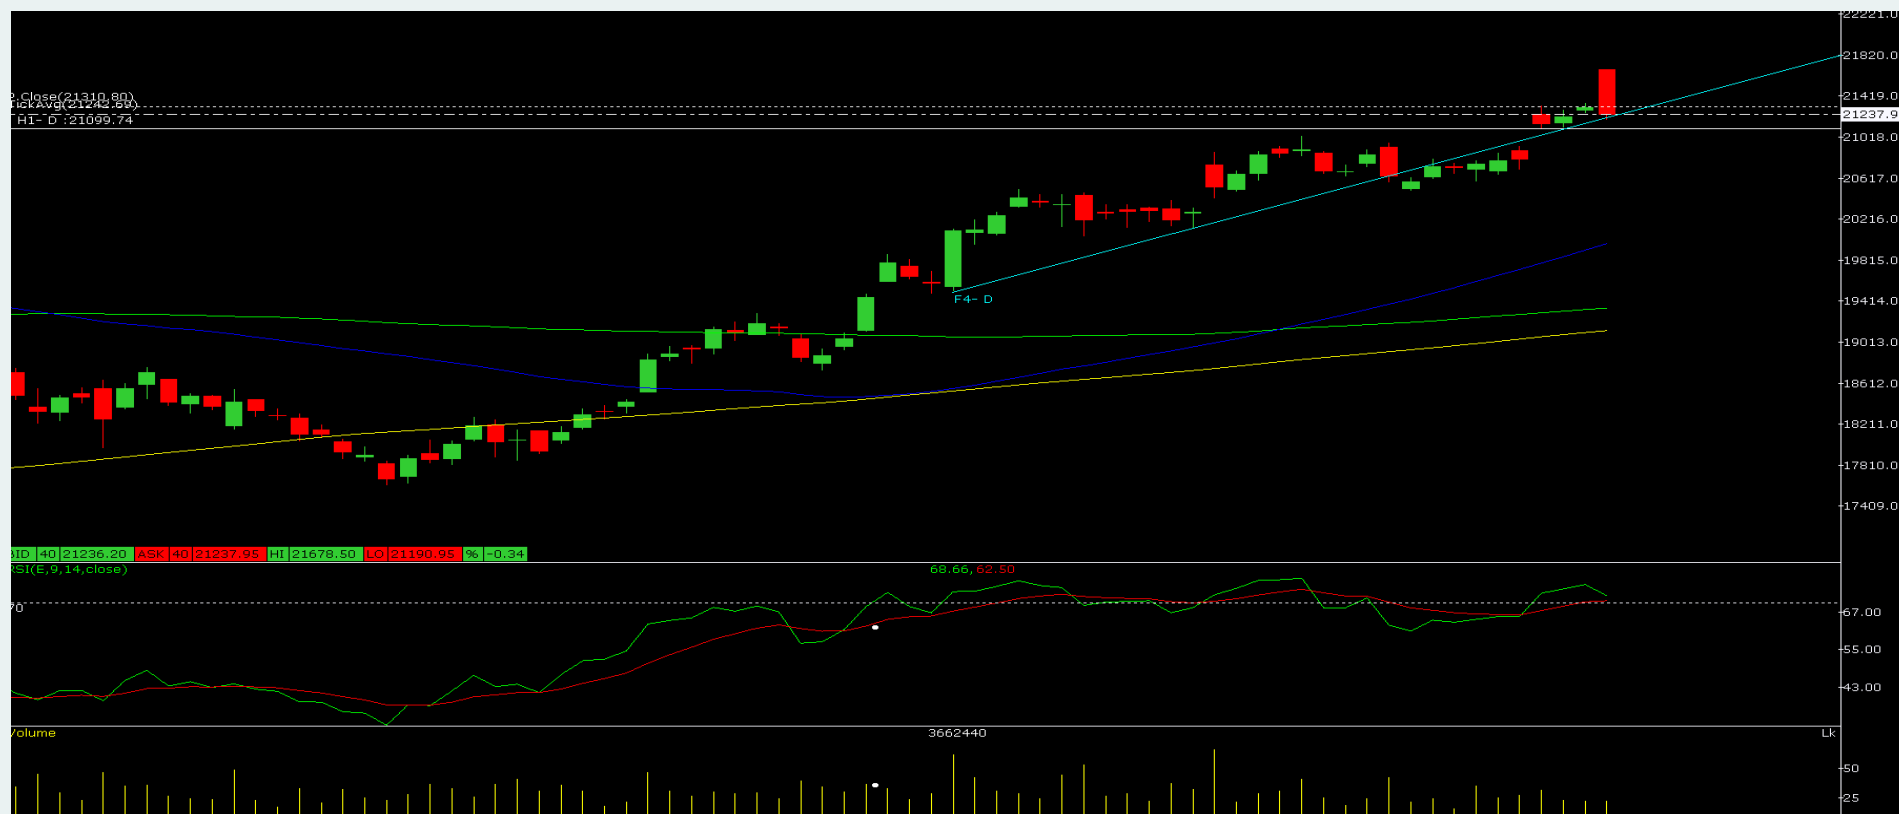 22221.0
21820.0
P.Close(21310.80)
21419.0
TickAvg(21242.69)
H1- D :21099.74
21237.9
21018.0
20617.0
20216.0
19815.0
F4- D
19414.0
19013.0
18612.0
18211.0
17810.0
17409.0
BID 40 21236.20 ASK 40 21237.95 HI 21678.50 LO 21190.95 % -0.34
RSI(E,9,14,close) 68.66, 62.50
70
67.00
55.00
43.00
Volume 3662440 Lk
50
25